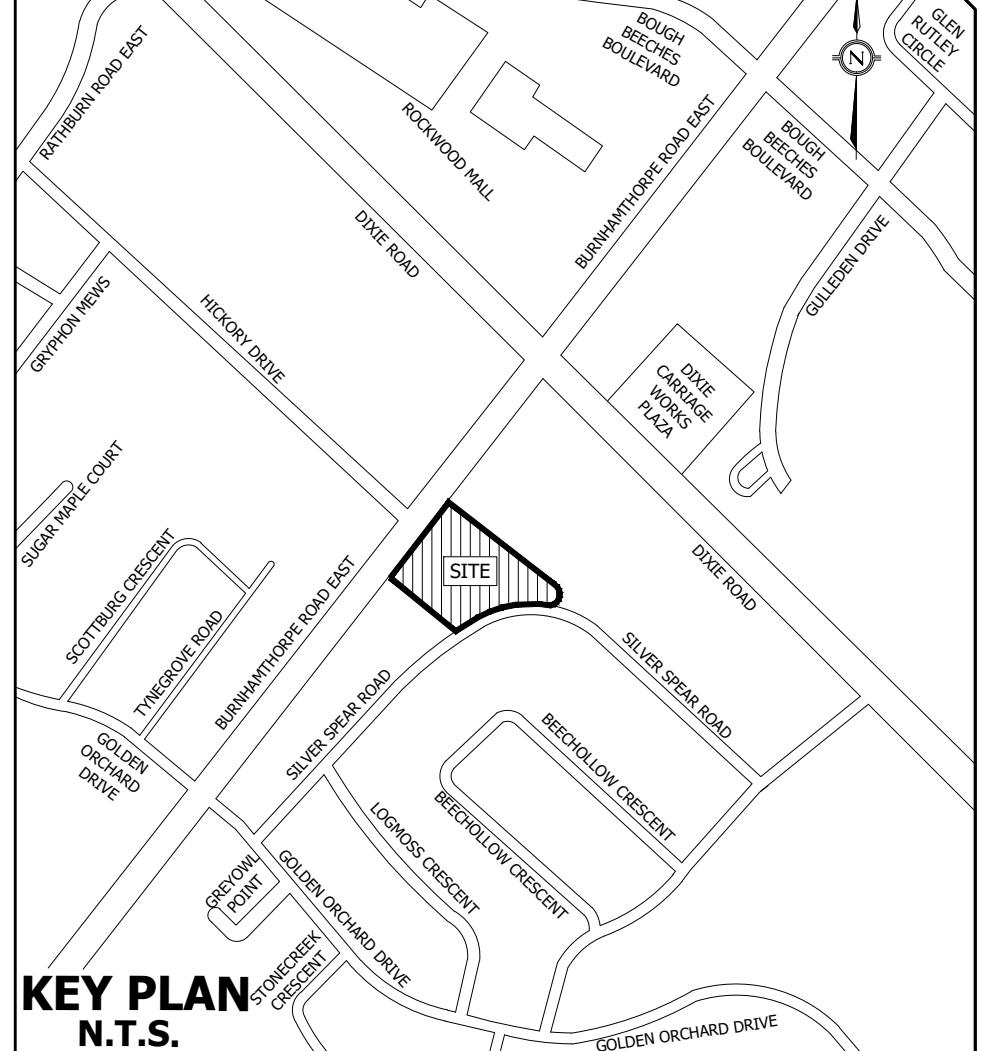 GLEN
RUTLEY
CIRCLE
BOUGH
BEECHES
BOULEVARD
N
RATHBURN ROAD EAST
ROCKWOOD MALL
BURNHAMTHORPE ROAD EAST
BOUGH
BEECHES
BOULEVARD
DIXIE ROAD
GULLEDEN DRIVE
GRYPHON MEWS
HICKORY DRIVE
DIXIE
CARRIAGE
WORKS
PLAZA
SUGAR MAPLE COURT
SCOTTBURG CRESCENT
SITE
DIXIE ROAD
TYNEGROVE ROAD
BURNHAMTHORPE ROAD EAST
SILVER SPEAR ROAD
SILVER SPEAR ROAD
GOLDEN
ORCHARD
DRIVE
BEECHOLLOW CRESCENT
BEECHOLLOW CRESCENT
LOGMOSS CRESCENT
GREYOWL
POINT
GOLDEN ORCHARD DRIVE
STONECREEK
CRESCENT
KEY PLAN
N.T.S.
GOLDEN ORCHARD DRIVE